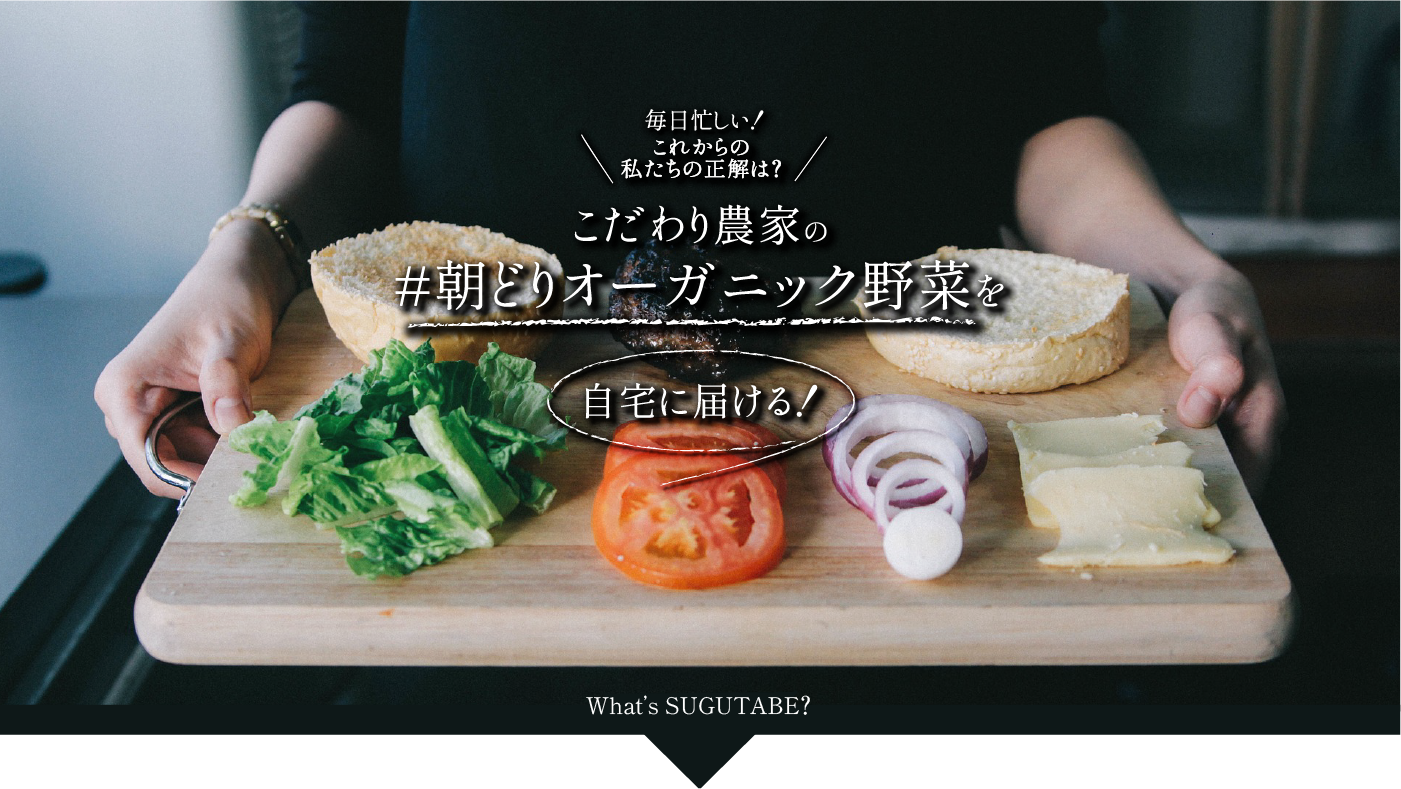 毎日忙しい!
これからの
私たちの正解は?
こだわり農家の
#朝どりオーガニック野菜を
自宅に届ける!
What's SUGUTABE?